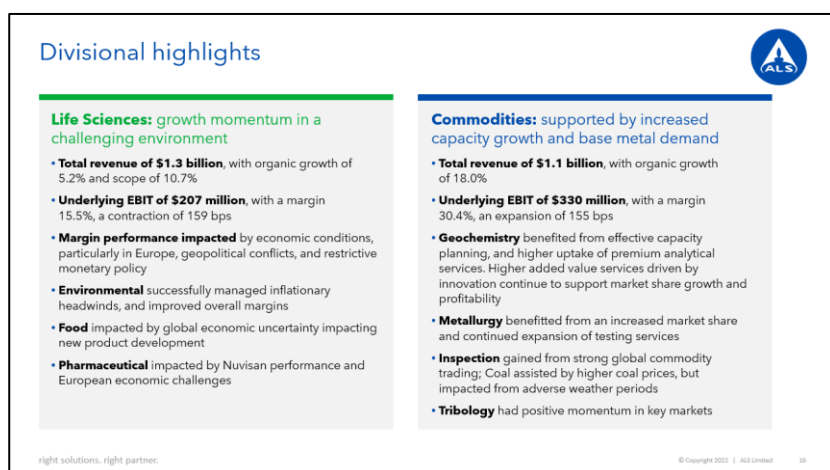 Divisional highlights
ALS
Life Sciences: growth momentum in a
challenging environment
• Total revenue of $1.3 billion, with organic growth of
5.2% and scope of 10.7%
• Underlying EBIT of $207 million, with a margin
15.5%, a contraction of 159 bps
• Margin performance impacted by economic conditions,
particularly in Europe, geopolitical conflicts, and restrictive
monetary policy
• Environmental successfully managed inflationary
headwinds, and improved overall margins
• Food impacted by global economic uncertainty impacting
new product development
• Pharmaceutical impacted by Nuvisan performance and
European economic challenges
Commodities: supported by increased
capacity growth and base metal demand
• Total revenue of $1.1 billion, with organic growth
of 18.0%
• Underlying EBIT of $330 million, with a margin
30.4%, an expansion of 155 bps
• Geochemistry benefited from effective capacity
planning, and higher uptake of premium analytical
services. Higher added value services driven by
innovation continue to support market share growth and
profitability
• Metallurgy benefitted from an increased market share
and continued expansion of testing services
• Inspection gained from strong global commodity
trading; Coal assisted by higher coal prices, but
impacted from adverse weather periods
• Tribology had positive momentum in key markets
right solutions. right partner.
© Copyright 2023 | ALS Limited 16